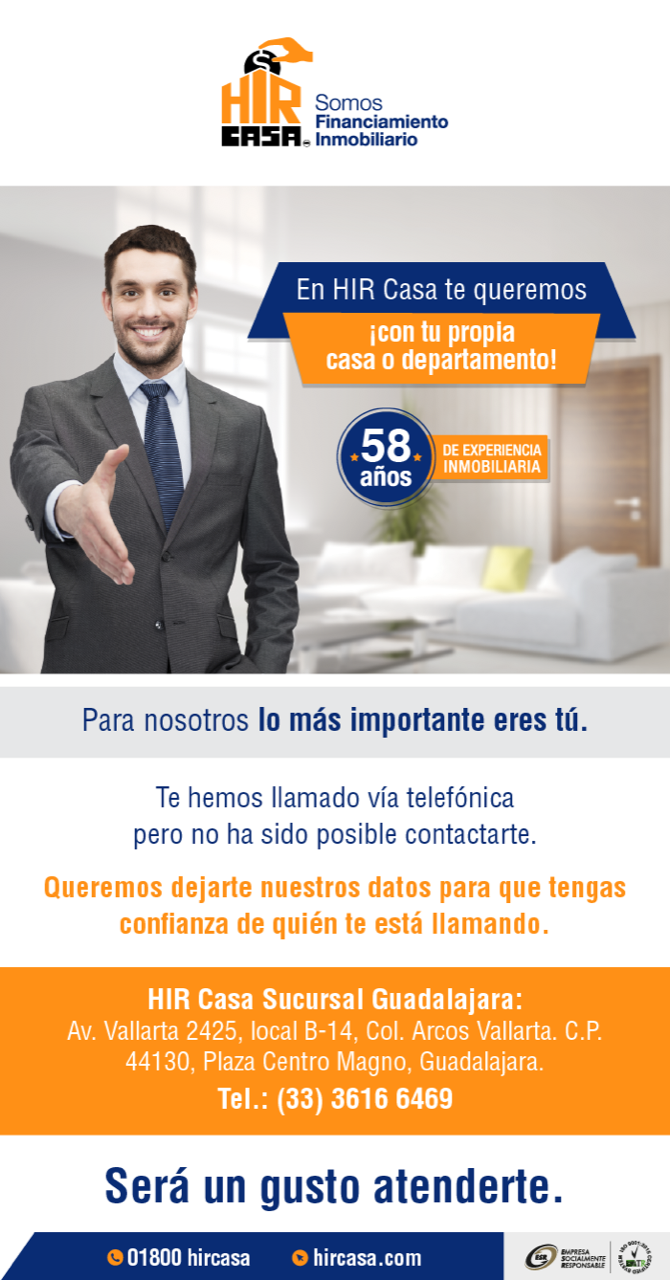 HIR
CASA
Somos
Financiamiento
Inmobiliario
En HIR Casa te queremos
¡con tu propia
casa o departamento!
58
años
DE EXPERIENCIA
INMOBILIARIA
Para nosotros lo más importante eres tú.
Te hemos llamado vía telefónica
pero no ha sido posible contactarte.
Queremos dejarte nuestros datos para que tengas
confianza de quién te está llamando.
HIR Casa Sucursal Guadalajara:
Av. Vallarta 2425, local B-14, Col. Arcos Vallarta. C.P.
44130, Plaza Centro Magno, Guadalajara.
Tel.: (33) 3616 6469
Será un gusto atenderte.
01800 hircasa
hircasa.com
ESR
EMPRESA
SOCIALMENTE
RESPONSABLE